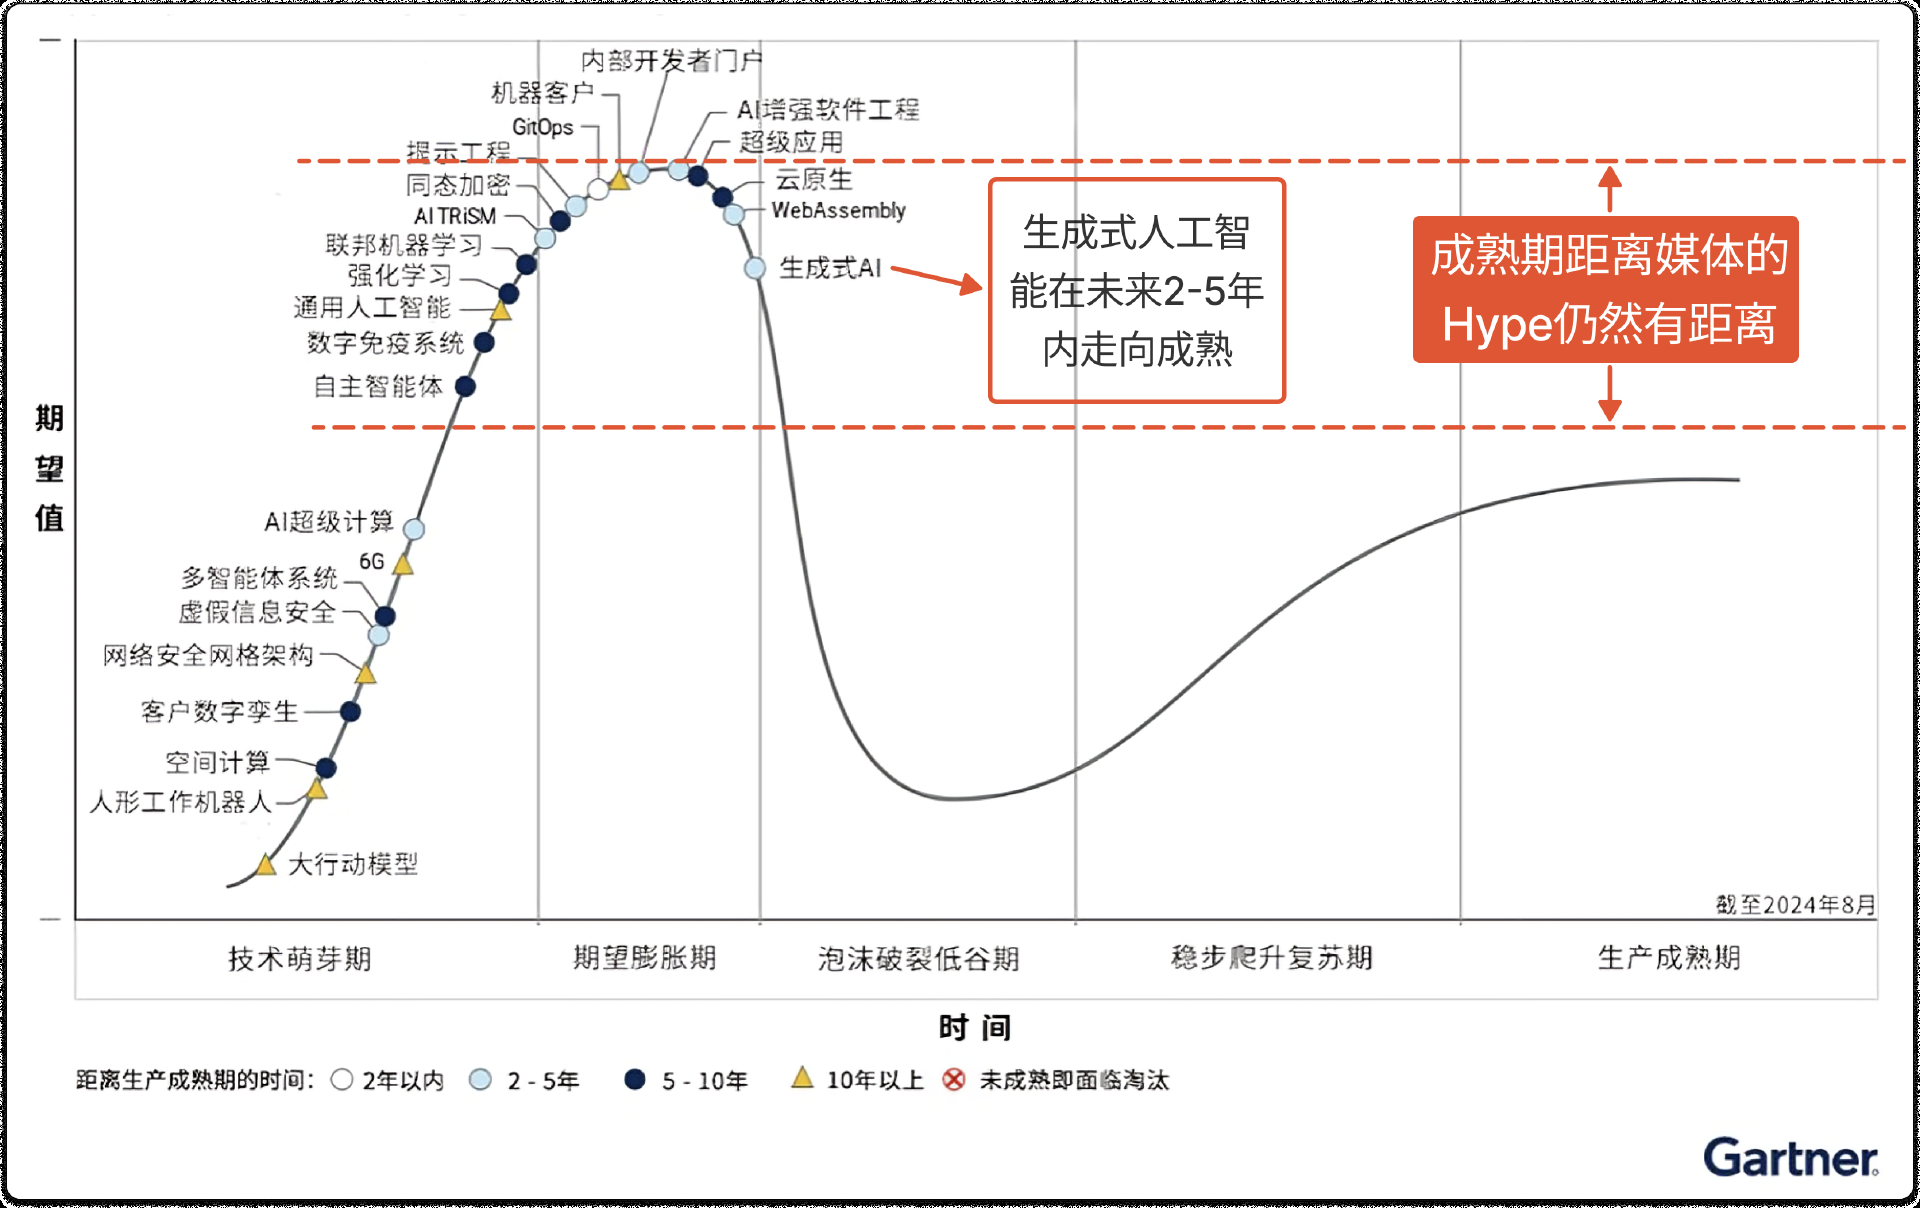 内部开发者门户
机器客户
AI增强软件工程
GitOps
超级应用
提示工程
同态加密
云原生
AI TRiSM
WebAssembly
联邦机器学习
强化学习
生成式AI
通用人工智能
数字免疫系统
自主智能体
生成式人工智
能在未来2-5年
内走向成熟
成熟期距离媒体的
Hype仍然有距离
期
望
值
AI超级计算
6G
多智能体系统
虚假信息安全
网络安全网格架构
客户数字孪生
空间计算
人形工作机器人
大行动模型
截至2024年8月
技术萌芽期
期望膨胀期
泡沫破裂低谷期
稳步爬升复苏期
生产成熟期
时间
距离生产成熟期的时间: 2年以内 2 - 5年 5 - 10年 10年以上 未成熟即面临淘汰
Gartner